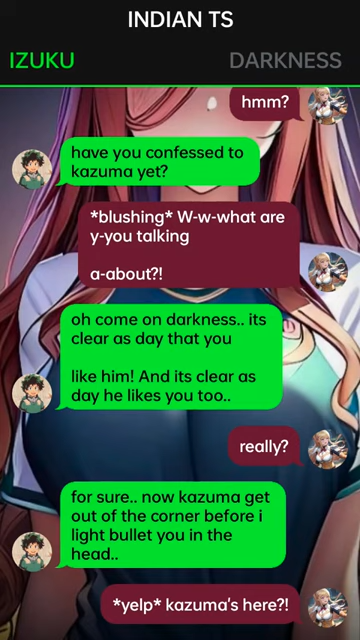 INDIAN TS
IZUKU
DARKNESS
hmm?
have you confessed to
kazuma yet?
*blushing* W-w-what are
y-you talking
a-about?!
oh come on darkness.. its
clear as day that you
like him! And its clear as
day he likes you too..
really?
for sure.. now kazuma get
out of the corner before i
light bullet you in the
head..
*yelp* kazuma's here?!